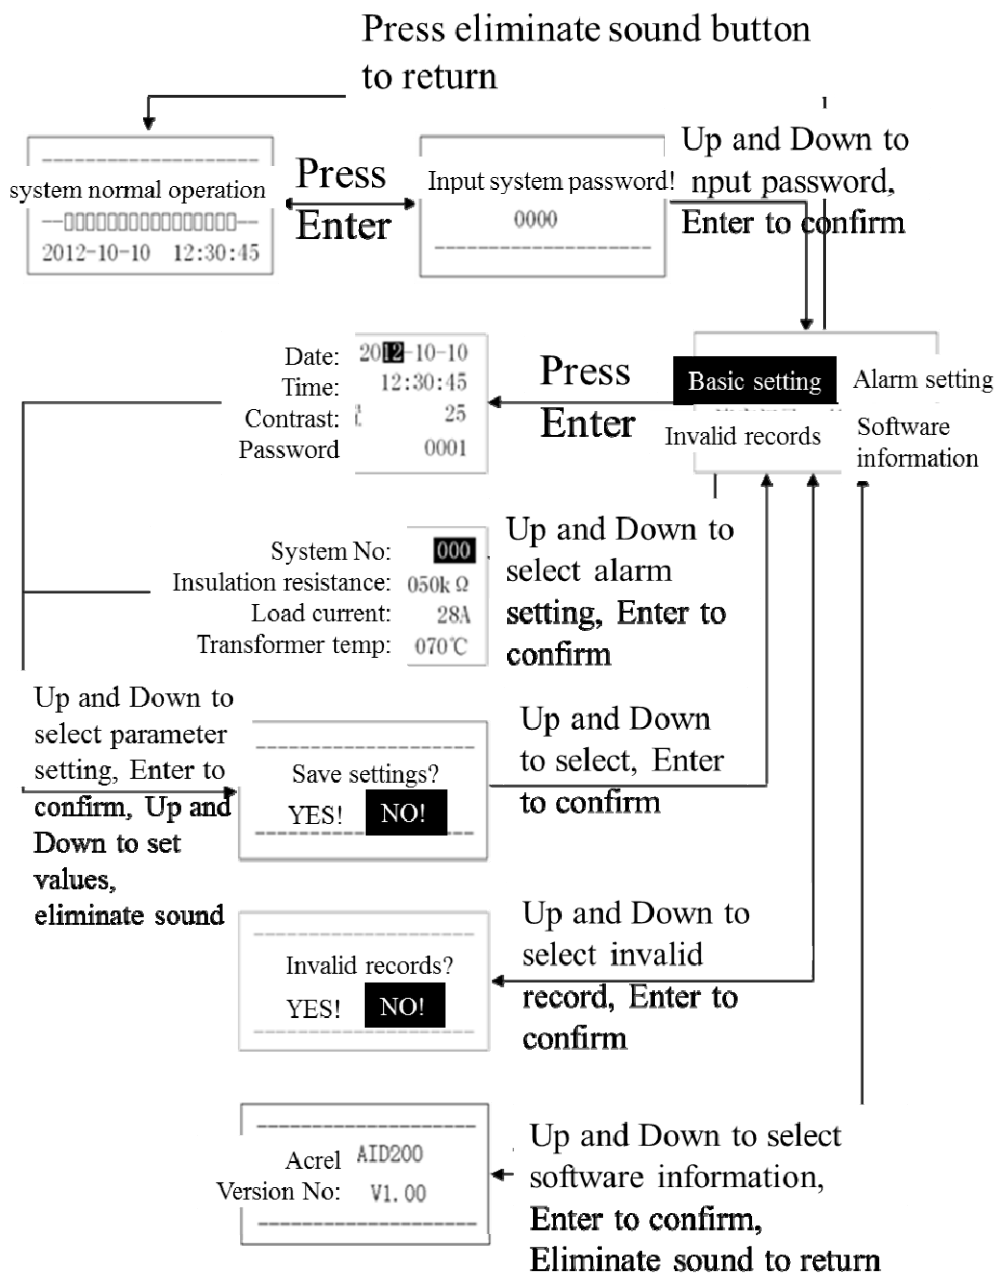 Press eliminate sound button
to return
system normal operation
2012-10-10 12:30:45
Press
Enter
Input system password!
0000
Up and Down to
nput password,
Enter to confirm
Date: 2012-10-10
Time: 12:30:45
Contrast: 25
Password 0001
Press
Enter
Basic setting Alarm setting
Invalid records
Software
information
System No: 000
Insulation resistance: 050k Ω
Load current: 28A
Transformer temp: 070℃
Up and Down to
select alarm
setting, Enter to
confirm
Up and Down to
select parameter
setting, Enter to
confirm, Up and
Down to set
values,
eliminate sound
Save settings?
YES! NO!
Up and Down
to select, Enter
to confirm
Invalid records?
YES! NO!
Up and Down to
select invalid
record, Enter to
confirm
Acrel AID200
Version No: V1.00
Up and Down to select
software information,
Enter to confirm,
Eliminate sound to return